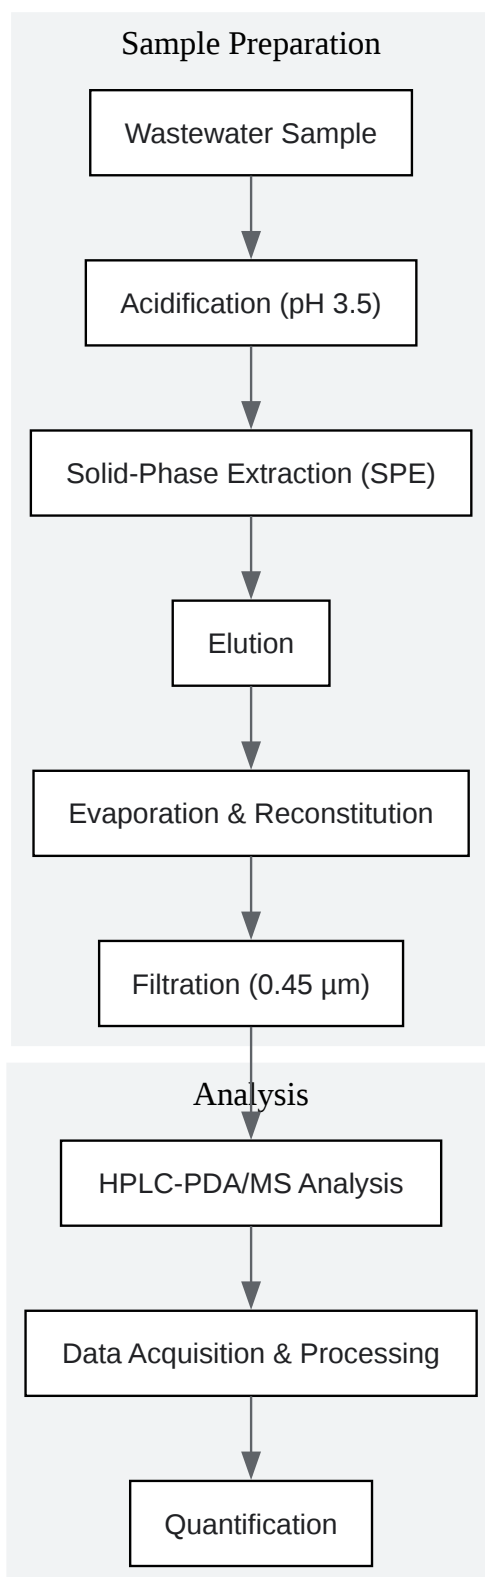 Sample Preparation
Wastewater Sample
Acidification (pH 3.5)
Solid-Phase Extraction (SPE)
Elution
Evaporation & Reconstitution
Filtration (0.45 µm)
Analysis
HPLC-PDA/MS Analysis
Data Acquisition & Processing
Quantification